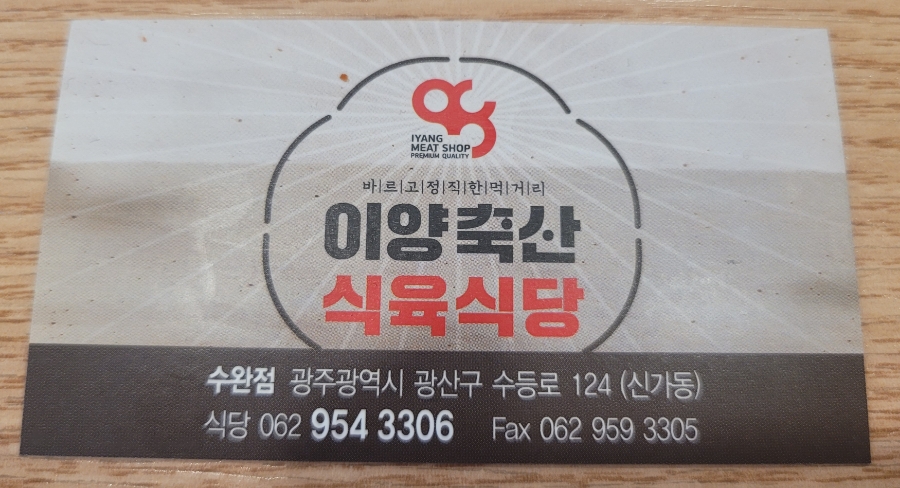 IYANG
MEAT SHOP
PREMIUM QUALITY
바|르|고|정|직|한|먹|거|리
이양축산
식육식당
수완점 광주광역시 광산구 수등로 124 (신가동)
식당 062 954 3306 Fax 062 959 3305